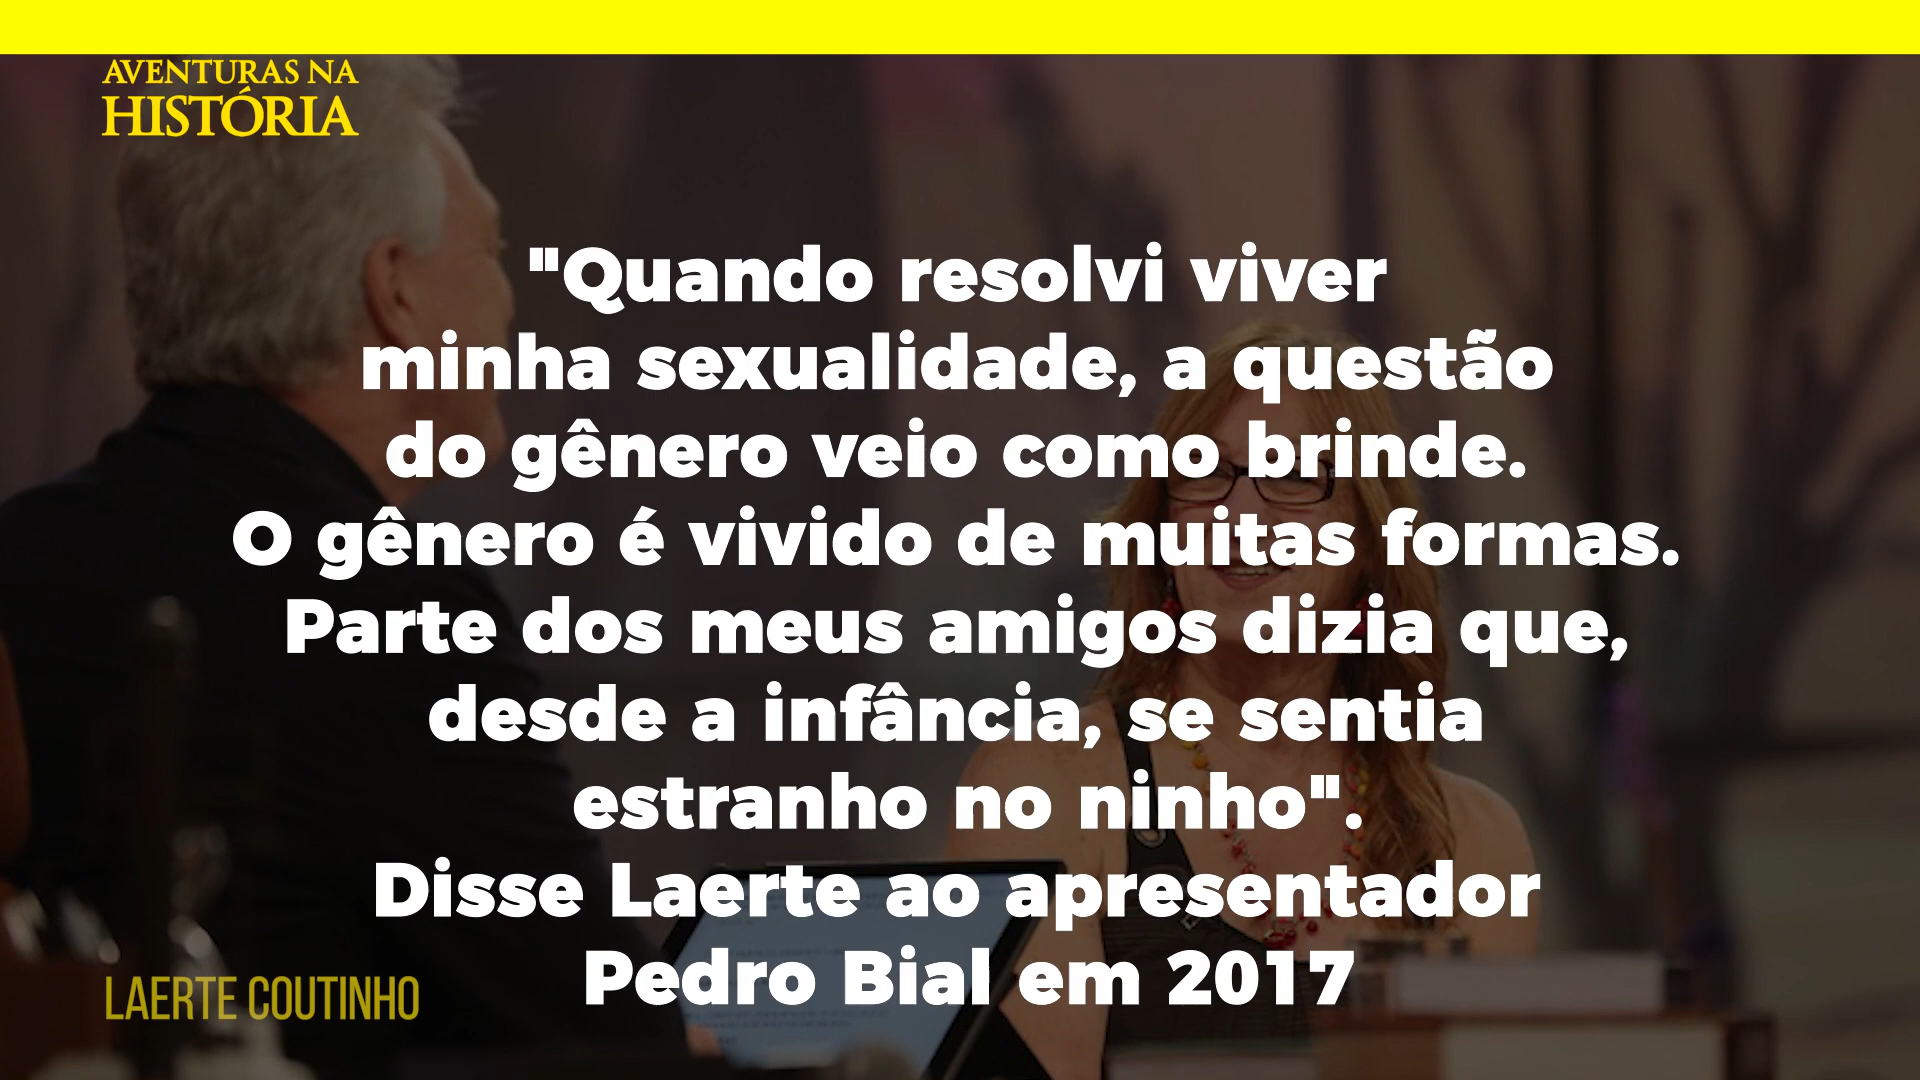 AVENTURAS NA
HISTÓRIA
"Quando resolvi viver
minha sexualidade, a questão
do gênero veio como brinde.
O gênero é vivido de muitas formas.
Parte dos meus amigos dizia que,
desde a infância, se sentia
estranho no ninho".
Disse Laerte ao apresentador
Pedro Bial em 2017
LAERTE COUTINHO